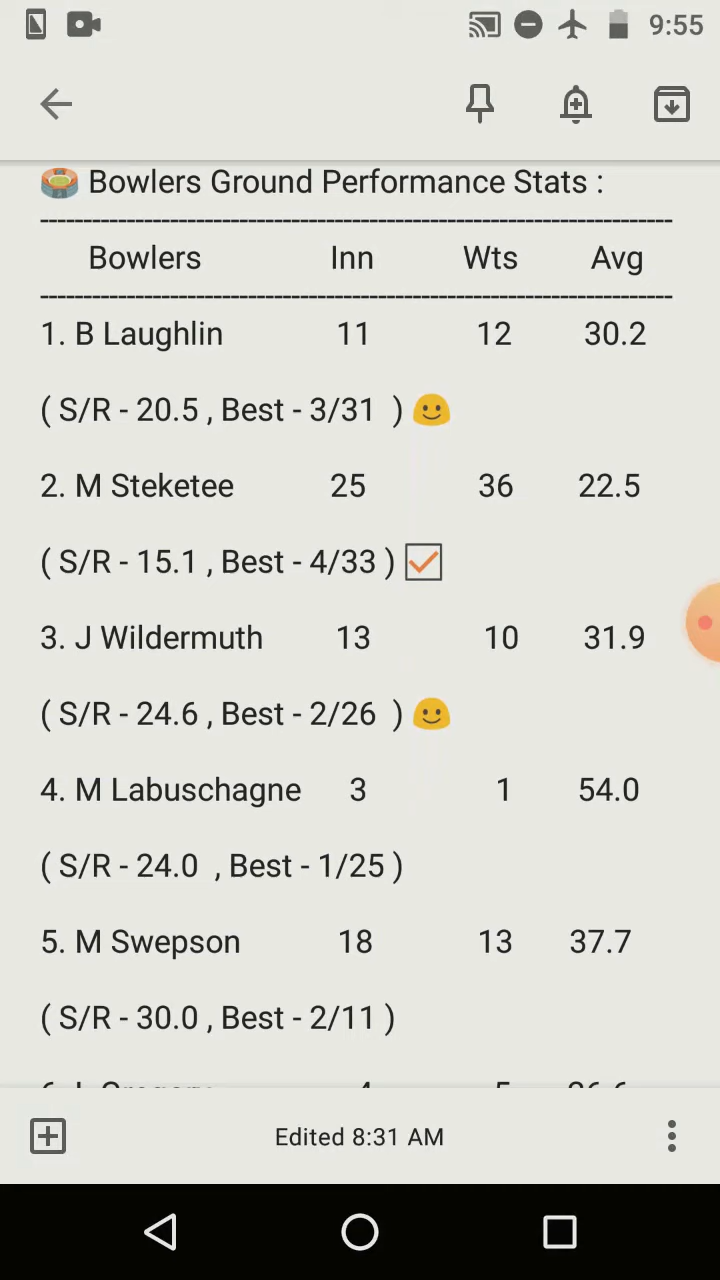 9:55
Bowlers Ground Performance Stats :
--------------------------------------------------------------------------
Bowlers Inn Wts Avg
--------------------------------------------------------------------------
1. B Laughlin 11 12 30.2
( S/R - 20.5 , Best - 3/31 )
2. M Steketee 25 36 22.5
( S/R - 15.1 , Best - 4/33 )
3. J Wildermuth 13 10 31.9
( S/R - 24.6 , Best - 2/26 )
4. M Labuschagne 3 1 54.0
( S/R - 24.0 , Best - 1/25 )
5. M Swepson 18 13 37.7
( S/R - 30.0 , Best - 2/11 )
Edited 8:31 AM